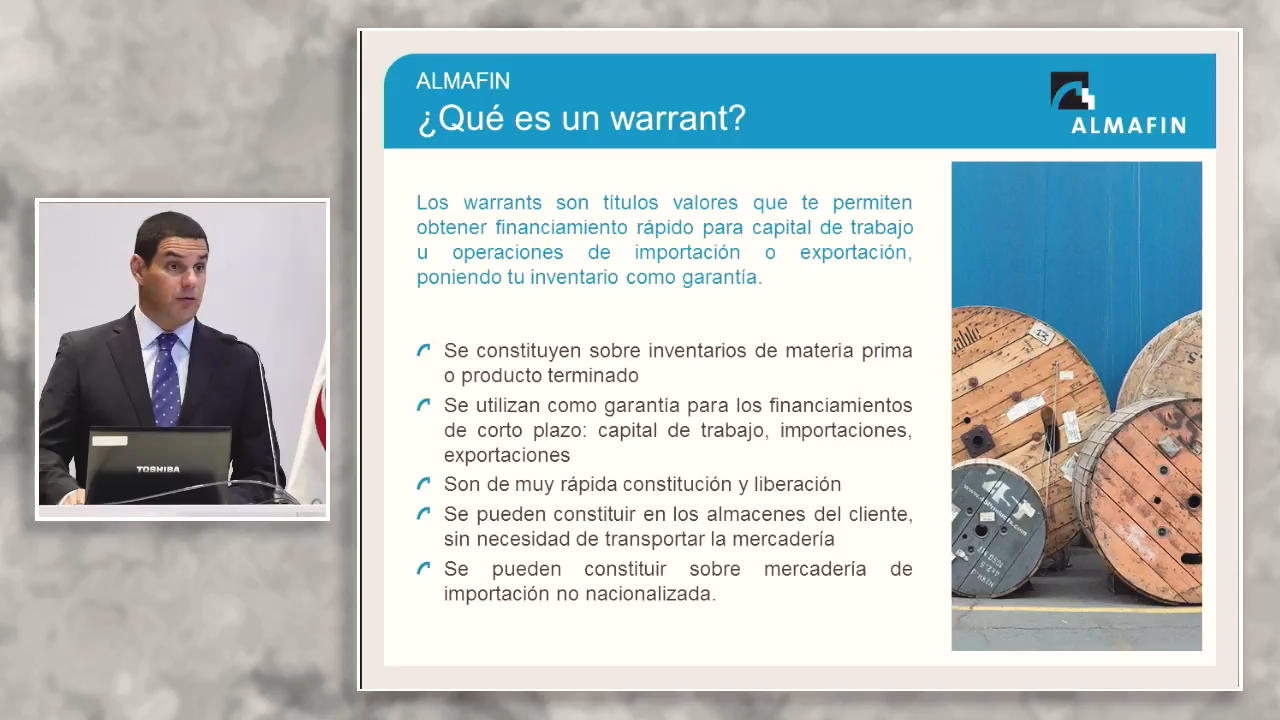 ALMAFIN
¿Qué es un warrant?
ALMAFIN
Los warrants son títulos valores que te permiten
obtener financiamiento rápido para capital de trabajo
u operaciones de importación o exportación,
poniendo tu inventario como garantía.
Se constituyen sobre inventarios de materia prima
o producto terminado
Se utilizan como garantía para los financiamientos
de corto plazo: capital de trabajo, importaciones,
exportaciones
Son de muy rápida constitución y liberación
Se pueden constituir en los almacenes del cliente,
sin necesidad de transportar la mercadería
Se pueden constituir sobre mercadería de
importación no nacionalizada.
TOSHIBA
13